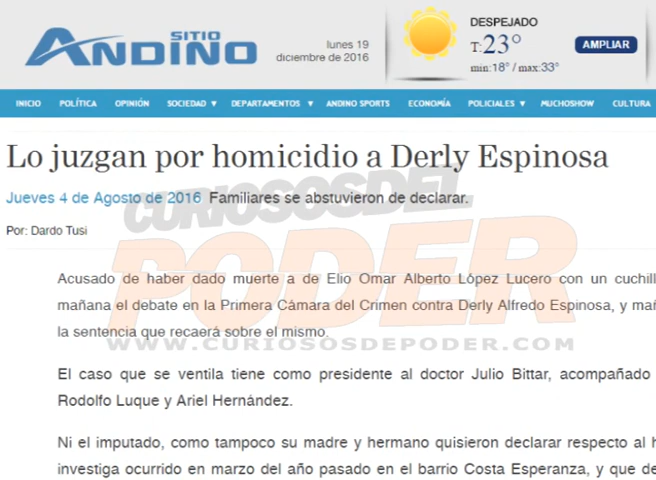 SITIO
ANDINO
lunes 19
diciembre de 2016
DESPEJADO
T:23°
min:18° / max:33°
AMPLIAR
INICIO POLÍTICA OPINIÓN SOCIEDAD ▼ DEPARTAMENTOS ▼ ANDINO SPORTS ECONOMÍA POLICIALES ▼ MUCHOSHOW CULTURA
Lo juzgan por homicidio a Derly Espinosa
Jueves 4 de Agosto de 2016 Familiares se abstuvieron de declarar.
Por: Dardo Tusi
CURIOSOSDEL
PODER
WWW.CURIOSOSDEPODER.COM
Acusado de haber dado muerte a de Elio Omar Alberto López Lucero con un cuchill
mañana el debate en la Primera Cámara del Crimen contra Derly Alfredo Espinosa, y mañ
la sentencia que recaerá sobre el mismo.
El caso que se ventila tiene como presidente al doctor Julio Bittar, acompañado
Rodolfo Luque y Ariel Hernández.
Ni el imputado, como tampoco su madre y hermano quisieron declarar respecto al h
investiga ocurrido en marzo del año pasado en el barrio Costa Esperanza, y que de